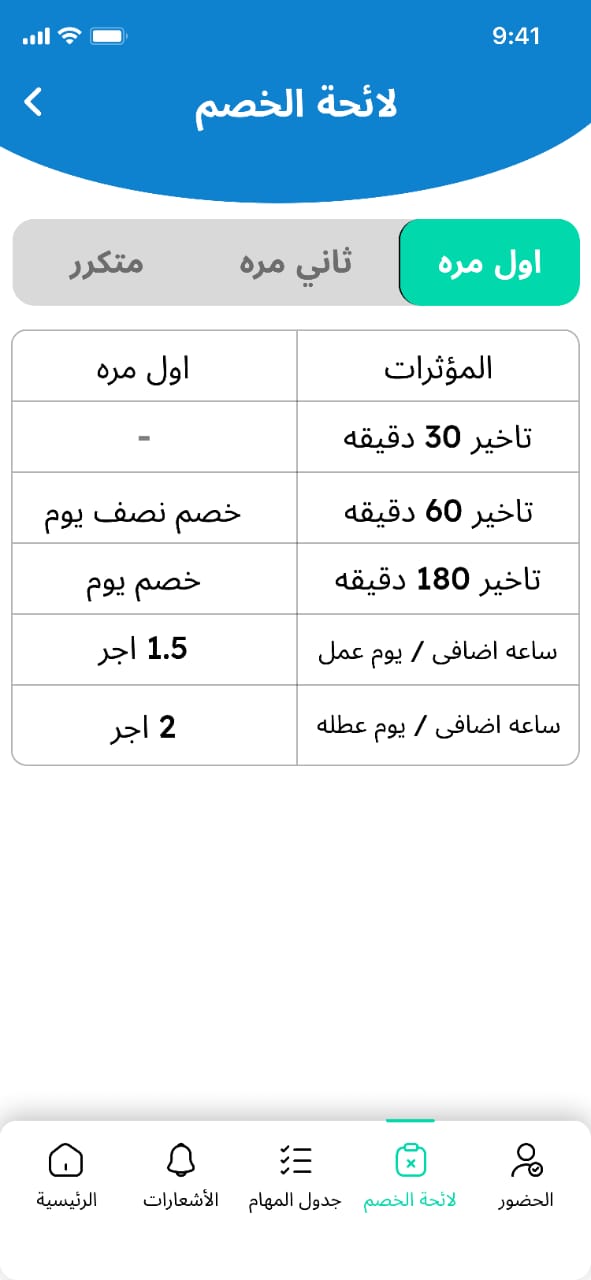 9:41
لائحة الخصم
اول مره ثاني مره متكرر
المؤثرات اول مره
تاخير 30 دقيقه -
تاخير 60 دقيقه خصم نصف يوم
تاخير 180 دقيقه خصم يوم
ساعه اضافى / يوم عمل 1.5 اجر
ساعه اضافى / يوم عطله 2 اجر
الحضور لائحة الخصم جدول المهام الأشعارات الرئيسية